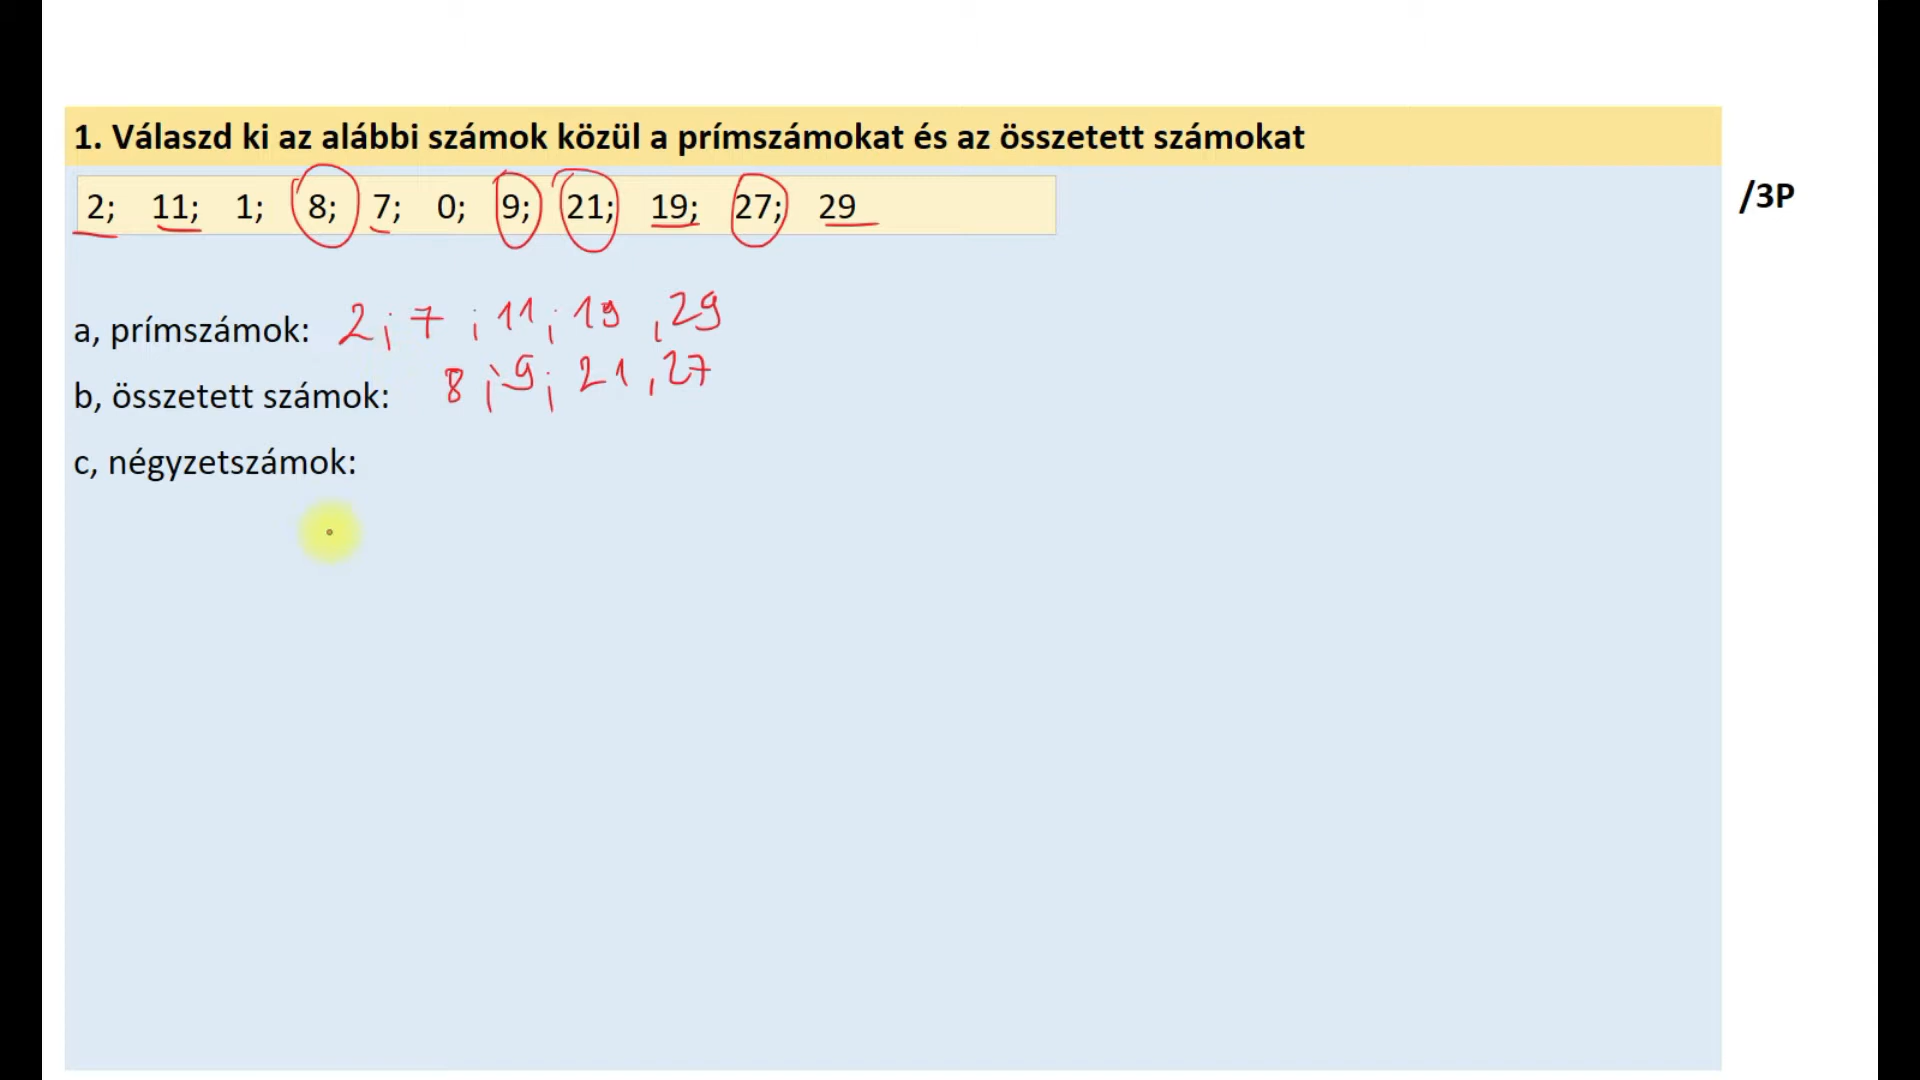 1. Válaszd ki az alábbi számok közül a prímszámokat és az összetett számokat
2; 11; 1; 8; 7; 0; 9; 21; 19; 27; 29
/3P
a, prímszámok: 2; 7; 11; 19, 29
b, összetett számok: 8; 9; 21, 27
c, négyzetszámok: